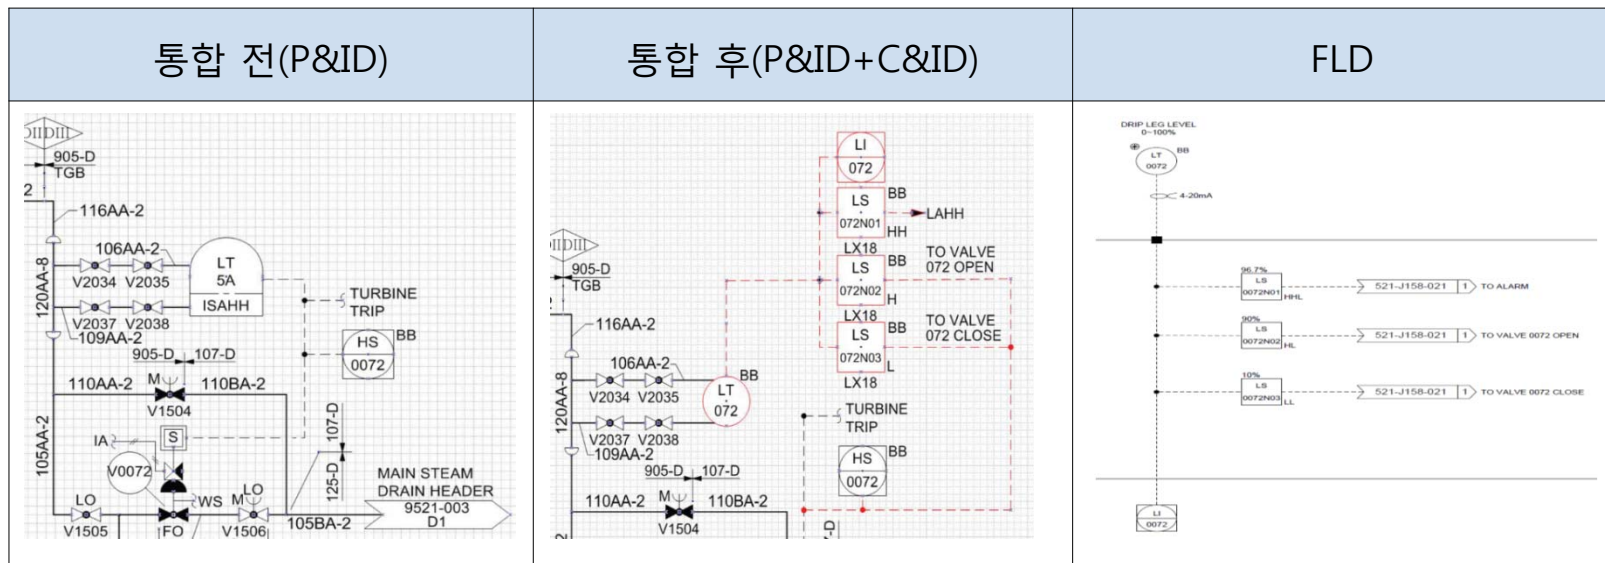 통합 전(P&ID)
통합 후(P&ID+C&ID)
FLD
905-D
TGB
2
116AA-2
106AA-2
V2034
V2035
LT
5'A
ISAHH
120AA-8
V2037
V2038
109AA-2
TURBINE
TRIP
HS
0072
BB
905-D
107-D
110AA-2
M
110BA-2
V1504
105AA-2
IA
S
V0072
107-D
125-D
LO
WS
LO
M
V1505
FO
V1506
105BA-2
MAIN STEAM
DRAIN HEADER
9521-003
D1
LI
072
LS
072N01
BB
HH
LAHH
LX18
LS
072N02
BB
H
TO VALVE
072 OPEN
LX18
LS
072N03
BB
L
TO VALVE
072 CLOSE
LX18
905-D
TGB
116AA-2
106AA-2
V2034
V2035
LT
072
BB
120AA-8
V2037
V2038
109AA-2
TURBINE
TRIP
HS
0072
BB
905-D
107-D
110AA-2
M
110BA-2
V1504
DRIP LEG LEVEL
0~100%
LT
0072
BB
4-20mA
96.7%
LS
0072N01
HHL
521-J158-021
1
TO ALARM
90%
LS
0072N02
HL
521-J158-021
1
TO VALVE 0072 OPEN
10%
LS
0072N03
LL
521-J158-021
1
TO VALVE 0072 CLOSE
LI
0072